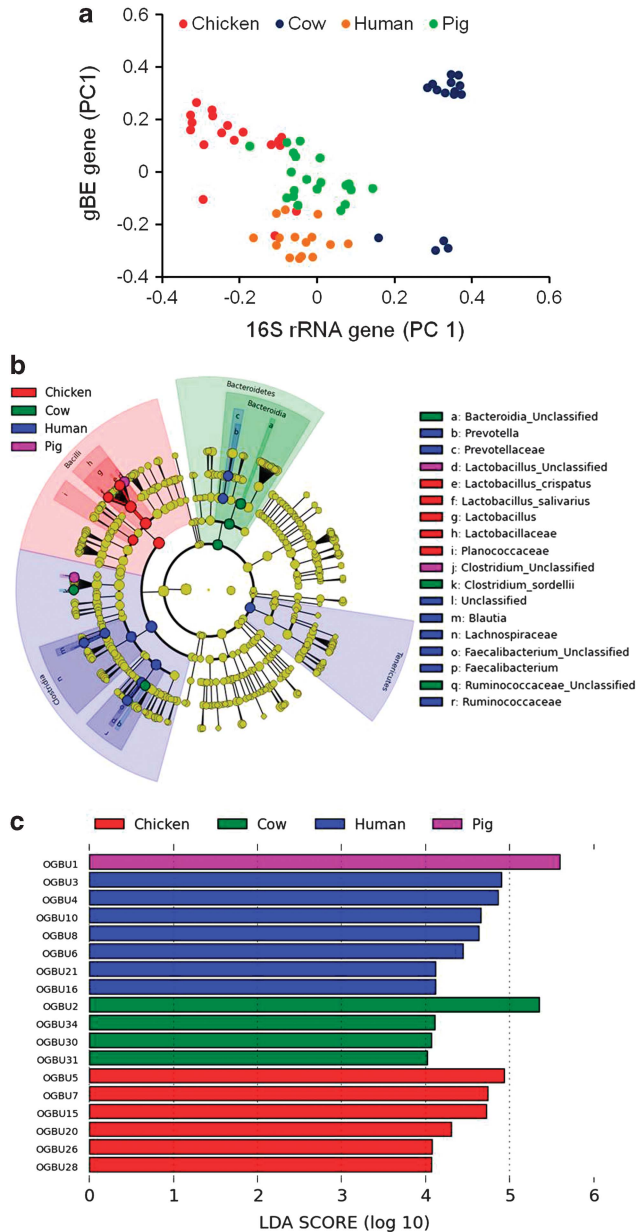 a
Chicken Cow Human Pig
gBE gene (PC1)
0.6
0.4
0.2
0
-0.2
-0.4
-0.4 -0.2 0 0.2 0.4 0.6
16S rRNA gene (PC 1)
b
Chicken
Cow
Human
Pig
Bacteroidetes
Bacteroidia
c
b
a
Bacilli
h
g
i
Clostridia
m
n
o
p
r
Tenericutes
a: Bacteroidia_Unclassified
b: Prevotella
c: Prevotellaceae
d: Lactobacillus_Unclassified
e: Lactobacillus_crispatus
f: Lactobacillus_salivarius
g: Lactobacillus
h: Lactobacillaceae
i: Planococcaceae
j: Clostridium_Unclassified
k: Clostridium_sordellii
l: Unclassified
m: Blautia
n: Lachnospiraceae
o: Faecalibacterium_Unclassified
p: Faecalibacterium
q: Ruminococcaceae_Unclassified
r: Ruminococcaceae
c
Chicken Cow Human Pig
OGBU1
OGBU3
OGBU4
OGBU10
OGBU8
OGBU6
OGBU21
OGBU16
OGBU2
OGBU34
OGBU30
OGBU31
OGBU5
OGBU7
OGBU15
OGBU20
OGBU26
OGBU28
0 1 2 3 4 5 6
LDA SCORE (log 10)